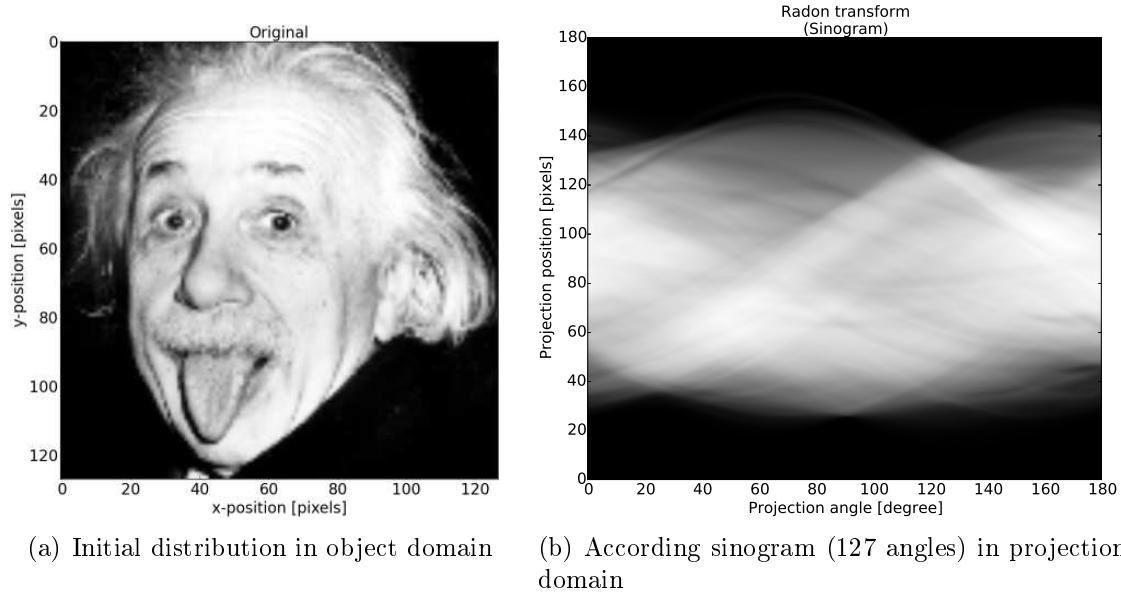 Original
0
20
40
60
80
100
120
y-position [pixels]
0 20 40 60 80 100 120
x-position [pixels]
(a) Initial distribution in object domain
Radon transform
(Sinogram)
180
160
140
120
100
80
60
40
20
0
Projection position [pixels]
0 20 40 60 80 100 120 140 160 180
Projection angle [degree]
(b) According sinogram (127 angles) in projection
domain